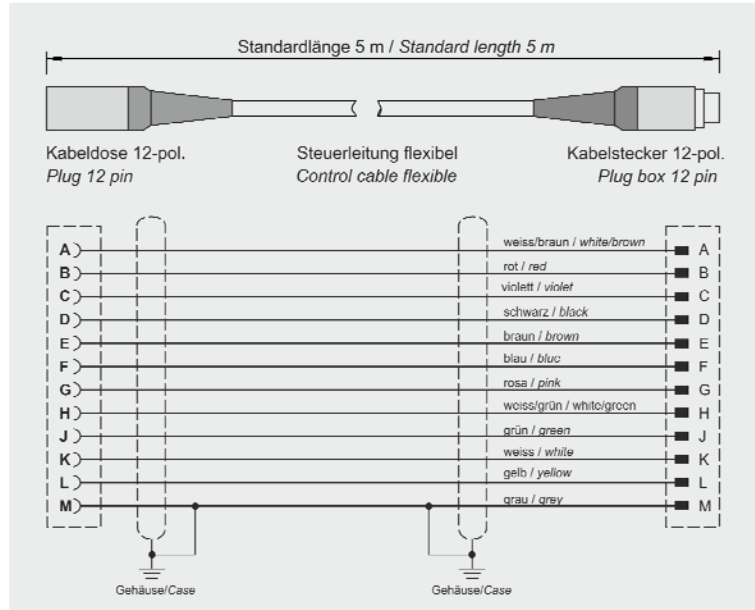 Standardlänge 5 m / Standard length 5 m
Kabeldose 12-pol.
Plug 12 pin
Steuerleitung flexibel
Control cable flexible
Kabelstecker 12-pol.
Plug box 12 pin
A weiss/braun / white/brown A
B rot / red B
C violett / violet C
D schwarz / black D
E braun / brown E
F blau / blue F
G rosa / pink G
H weiss/grün / white/green H
J grün / green J
K weiss / white K
L gelb / yellow L
M grau / grey M
Gehäuse/Case Gehäuse/Case